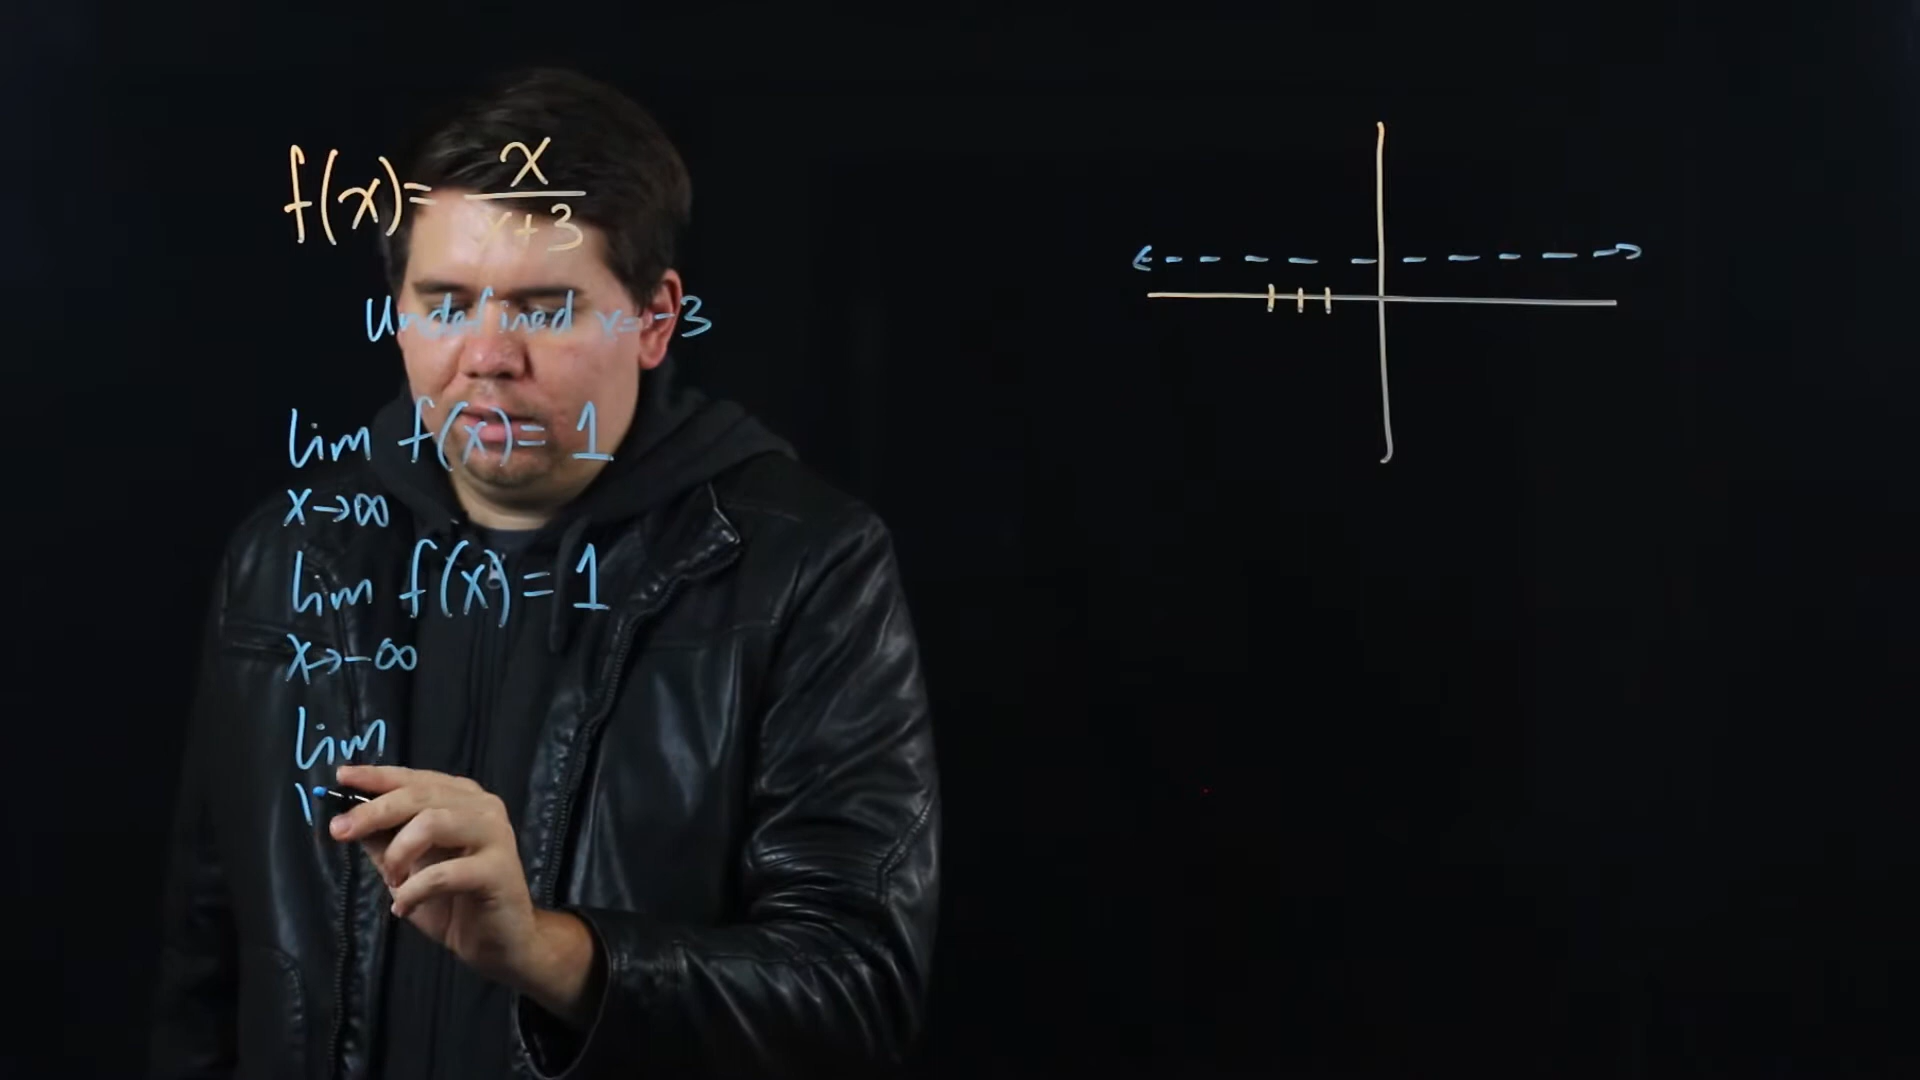 f(x)= x/x+3
Undefined x=-3
lim f(x)= 1
x→∞
lim f(x)= 1
x→-∞
lim